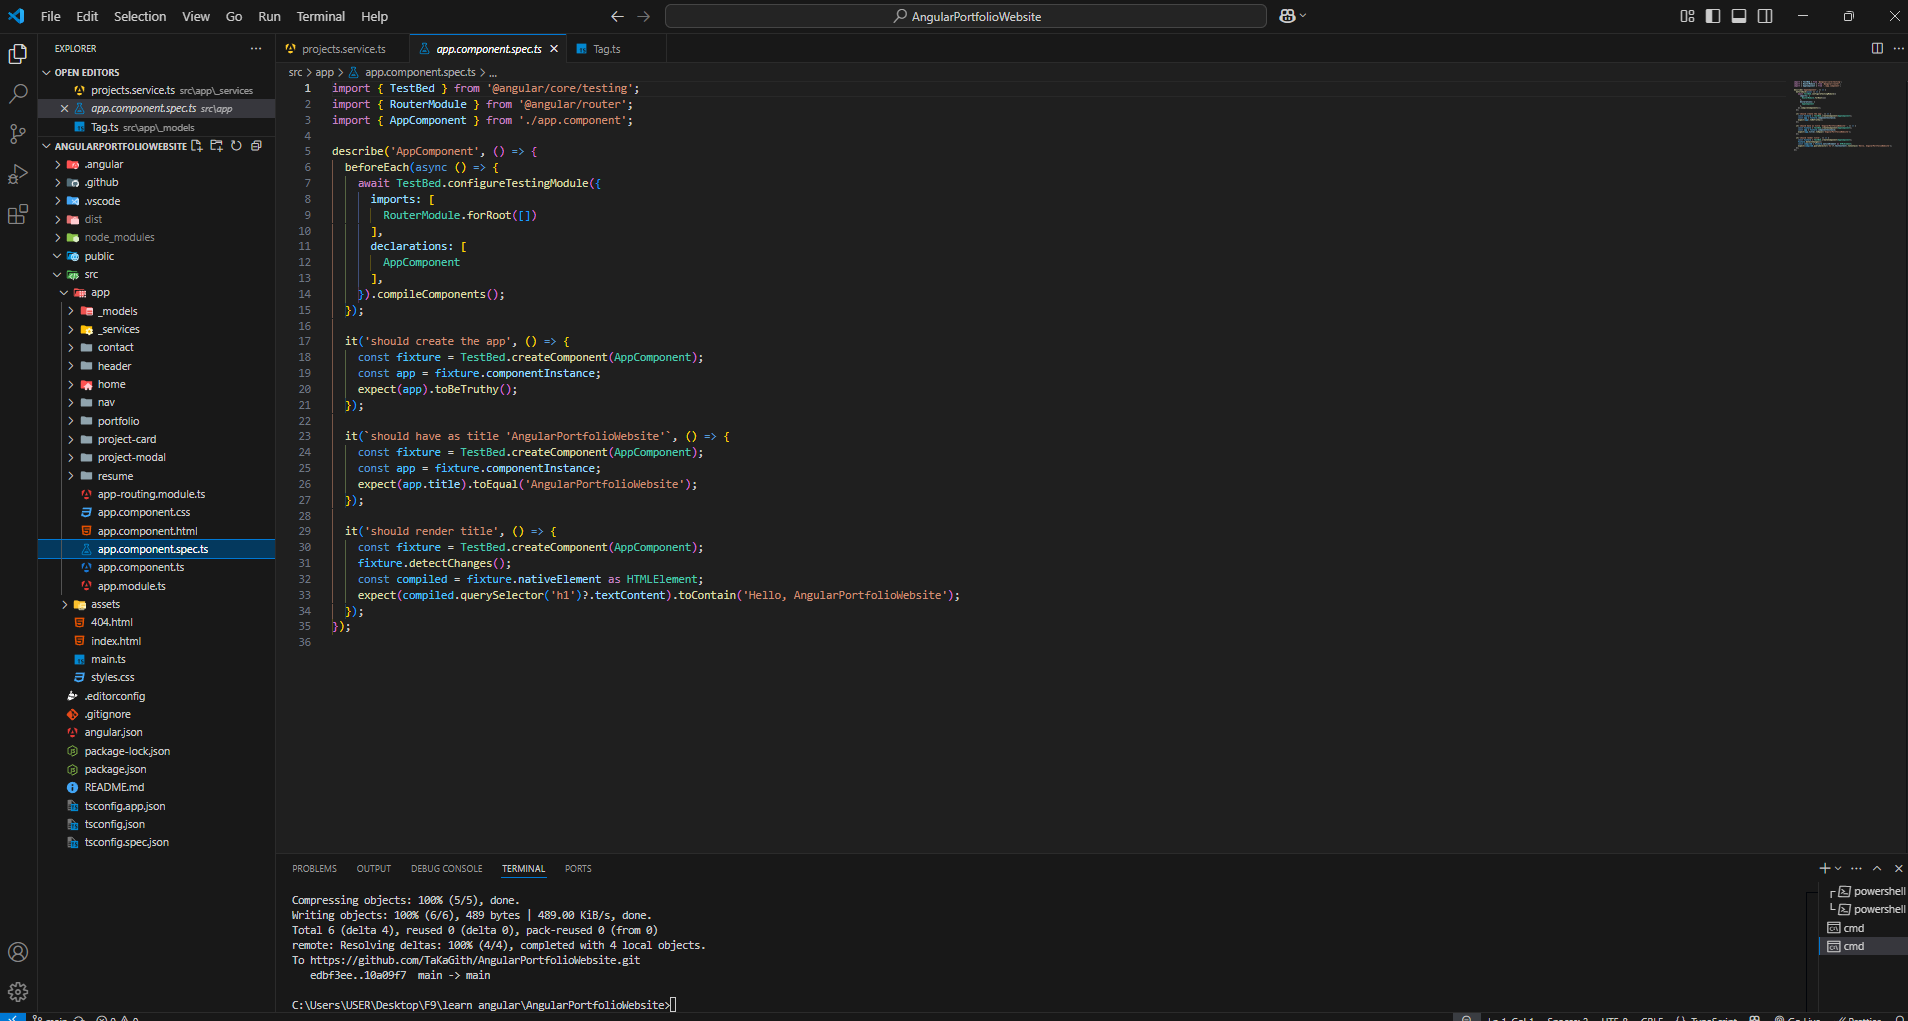 File Edit Selection View Go Run Terminal Help
AngularPortfolioWebsite
EXPLORER
OPEN EDITORS
projects.service.ts src\app\_services
app.component.spec.ts src\app
Tag.ts src\app\_models
ANGULARPORTFOLIOWEBSITE
.angular
.github
.vscode
dist
node_modules
public
src
app
_models
_services
contact
header
home
nav
portfolio
project-card
project-modal
resume
app-routing.module.ts
app.component.css
app.component.html
app.component.spec.ts
app.component.ts
app.module.ts
assets
404.html
index.html
main.ts
styles.css
.editorconfig
.gitignore
angular.json
package-lock.json
package.json
README.md
tsconfig.app.json
tsconfig.json
tsconfig.spec.json
projects.service.ts app.component.spec.ts Tag.ts
src > app > app.component.spec.ts > ...
1 import { TestBed } from '@angular/core/testing';
2 import { RouterModule } from '@angular/router';
3 import { AppComponent } from './app.component';
4
5 describe('AppComponent', () => {
6 beforeEach(async () => {
7 await TestBed.configureTestingModule({
8 imports: [
9 RouterModule.forRoot([])
10 ],
11 declarations: [
12 AppComponent
13 ],
14 }).compileComponents();
15 });
16
17 it('should create the app', () => {
18 const fixture = TestBed.createComponent(AppComponent);
19 const app = fixture.componentInstance;
20 expect(app).toBeTruthy();
21 });
22
23 it(`should have as title 'AngularPortfolioWebsite'`, () => {
24 const fixture = TestBed.createComponent(AppComponent);
25 const app = fixture.componentInstance;
26 expect(app.title).toEqual('AngularPortfolioWebsite');
27 });
28
29 it('should render title', () => {
30 const fixture = TestBed.createComponent(AppComponent);
31 fixture.detectChanges();
32 const compiled = fixture.nativeElement as HTMLElement;
33 expect(compiled.querySelector('h1')?.textContent).toContain('Hello, AngularPortfolioWebsite');
34 });
35 });
36
PROBLEMS OUTPUT DEBUG CONSOLE TERMINAL PORTS
Compressing objects: 100% (5/5), done.
Writing objects: 100% (6/6), 489 bytes | 489.00 KiB/s, done.
Total 6 (delta 4), reused 0 (delta 0), pack-reused 0 (from 0)
remote: Resolving deltas: 100% (4/4), completed with 4 local objects.
To https://github.com/TaKaGith/AngularPortfolioWebsite.git
edbf3ee..10a09f7 main -> main
C:\Users\USER\Desktop\F9\learn angular\AngularPortfolioWebsite>
powershell
powershell
cmd
cmd